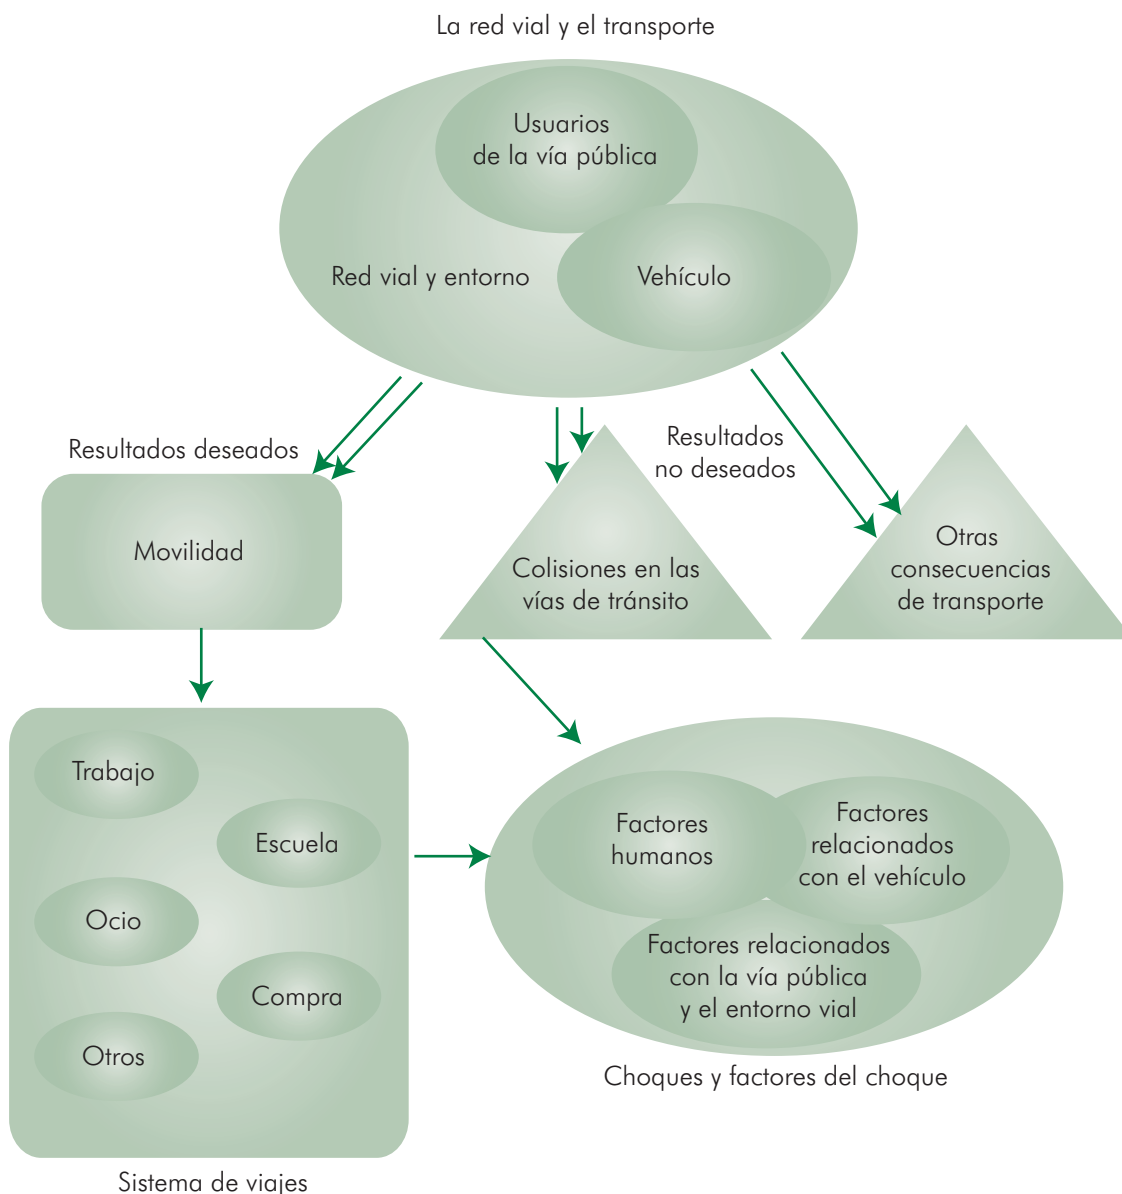 La red vial y el transporte
Usuarios
de la vía pública
Red vial y entorno
Vehículo
Resultados deseados
Resultados
no deseados
Movilidad
Colisiones en las
vías de tránsito
Otras
consecuencias
de transporte
Trabajo
Escuela
Ocio
Compra
Otros
Sistema de viajes
Factores
humanos
Factores
relacionados
con el vehículo
Factores relacionados
con la vía pública
y el entorno vial
Choques y factores del choque